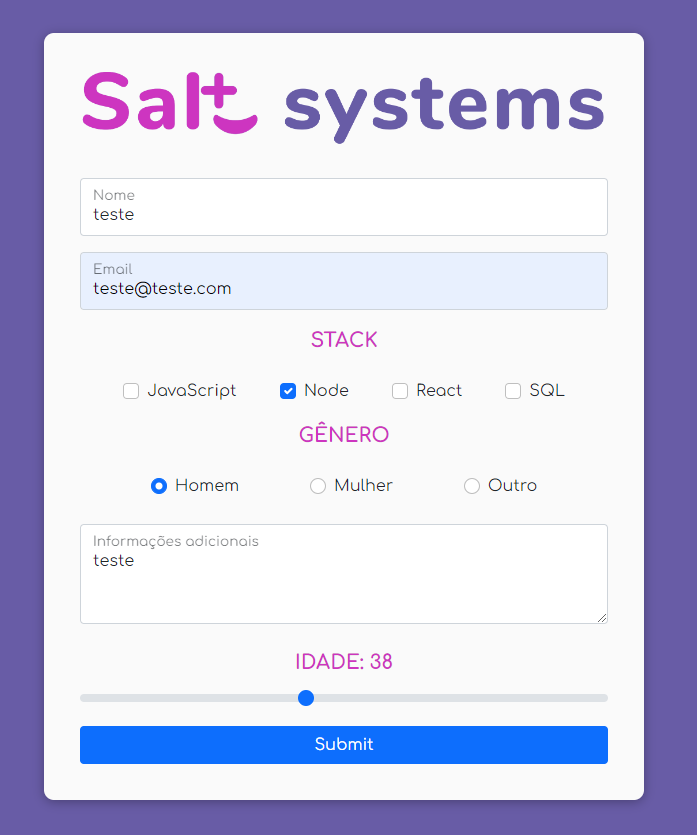 Salt systems
Nome
teste
Email
teste@teste.com
STACK
JavaScript Node React SQL
GÊNERO
Homem Mulher Outro
Informações adicionais
teste
IDADE: 38
Submit